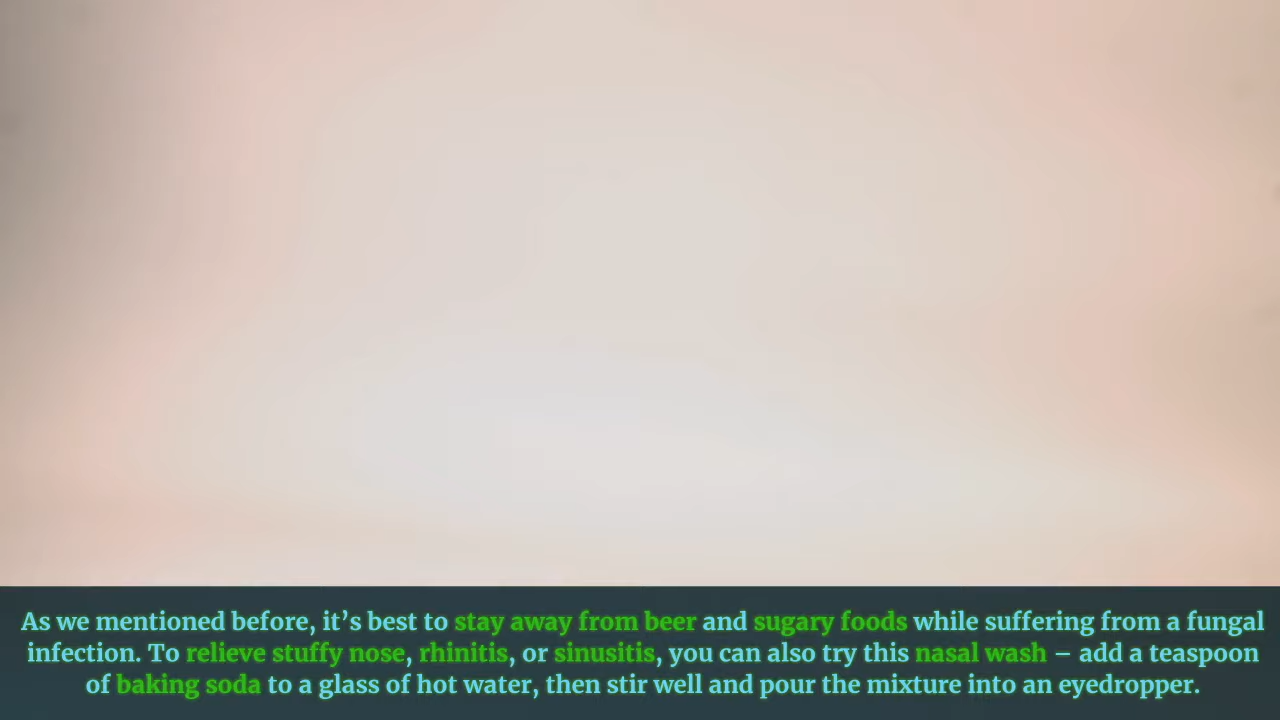 As we mentioned before, it’s best to stay away from beer and sugary foods while suffering from a fungal
infection. To relieve stuffy nose, rhinitis, or sinusitis, you can also try this nasal wash – add a teaspoon
of baking soda to a glass of hot water, then stir well and pour the mixture into an eyedropper.